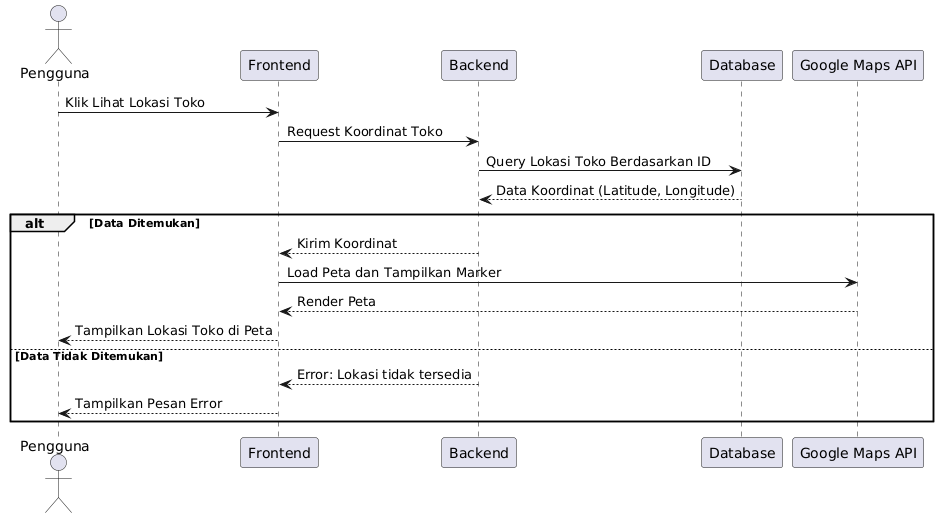 Pengguna
Frontend
Backend
Database
Google Maps API
Klik Lihat Lokasi Toko
Request Koordinat Toko
Query Lokasi Toko Berdasarkan ID
Data Koordinat (Latitude, Longitude)
alt
[Data Ditemukan]
Kirim Koordinat
Load Peta dan Tampilkan Marker
Render Peta
Tampilkan Lokasi Toko di Peta
[Data Tidak Ditemukan]
Error: Lokasi tidak tersedia
Tampilkan Pesan Error
Pengguna
Frontend
Backend
Database
Google Maps API